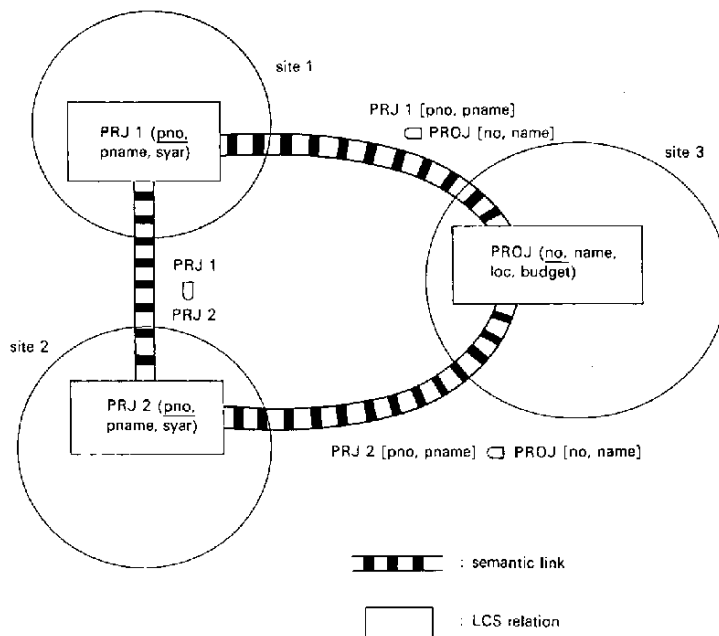 site 1
PRJ 1 (pno,
pname, syar)
PRJ 1 [pno, pname]
⊂ PROJ [no, name]
site 3
PROJ (no, name,
loc, budget)
PRJ 1
PRJ 2
site 2
PRJ 2 (pno,
pname, syar)
PRJ 2 [pno, pname] ⊂ PROJ [no, name]
: semantic link
: LCS relation